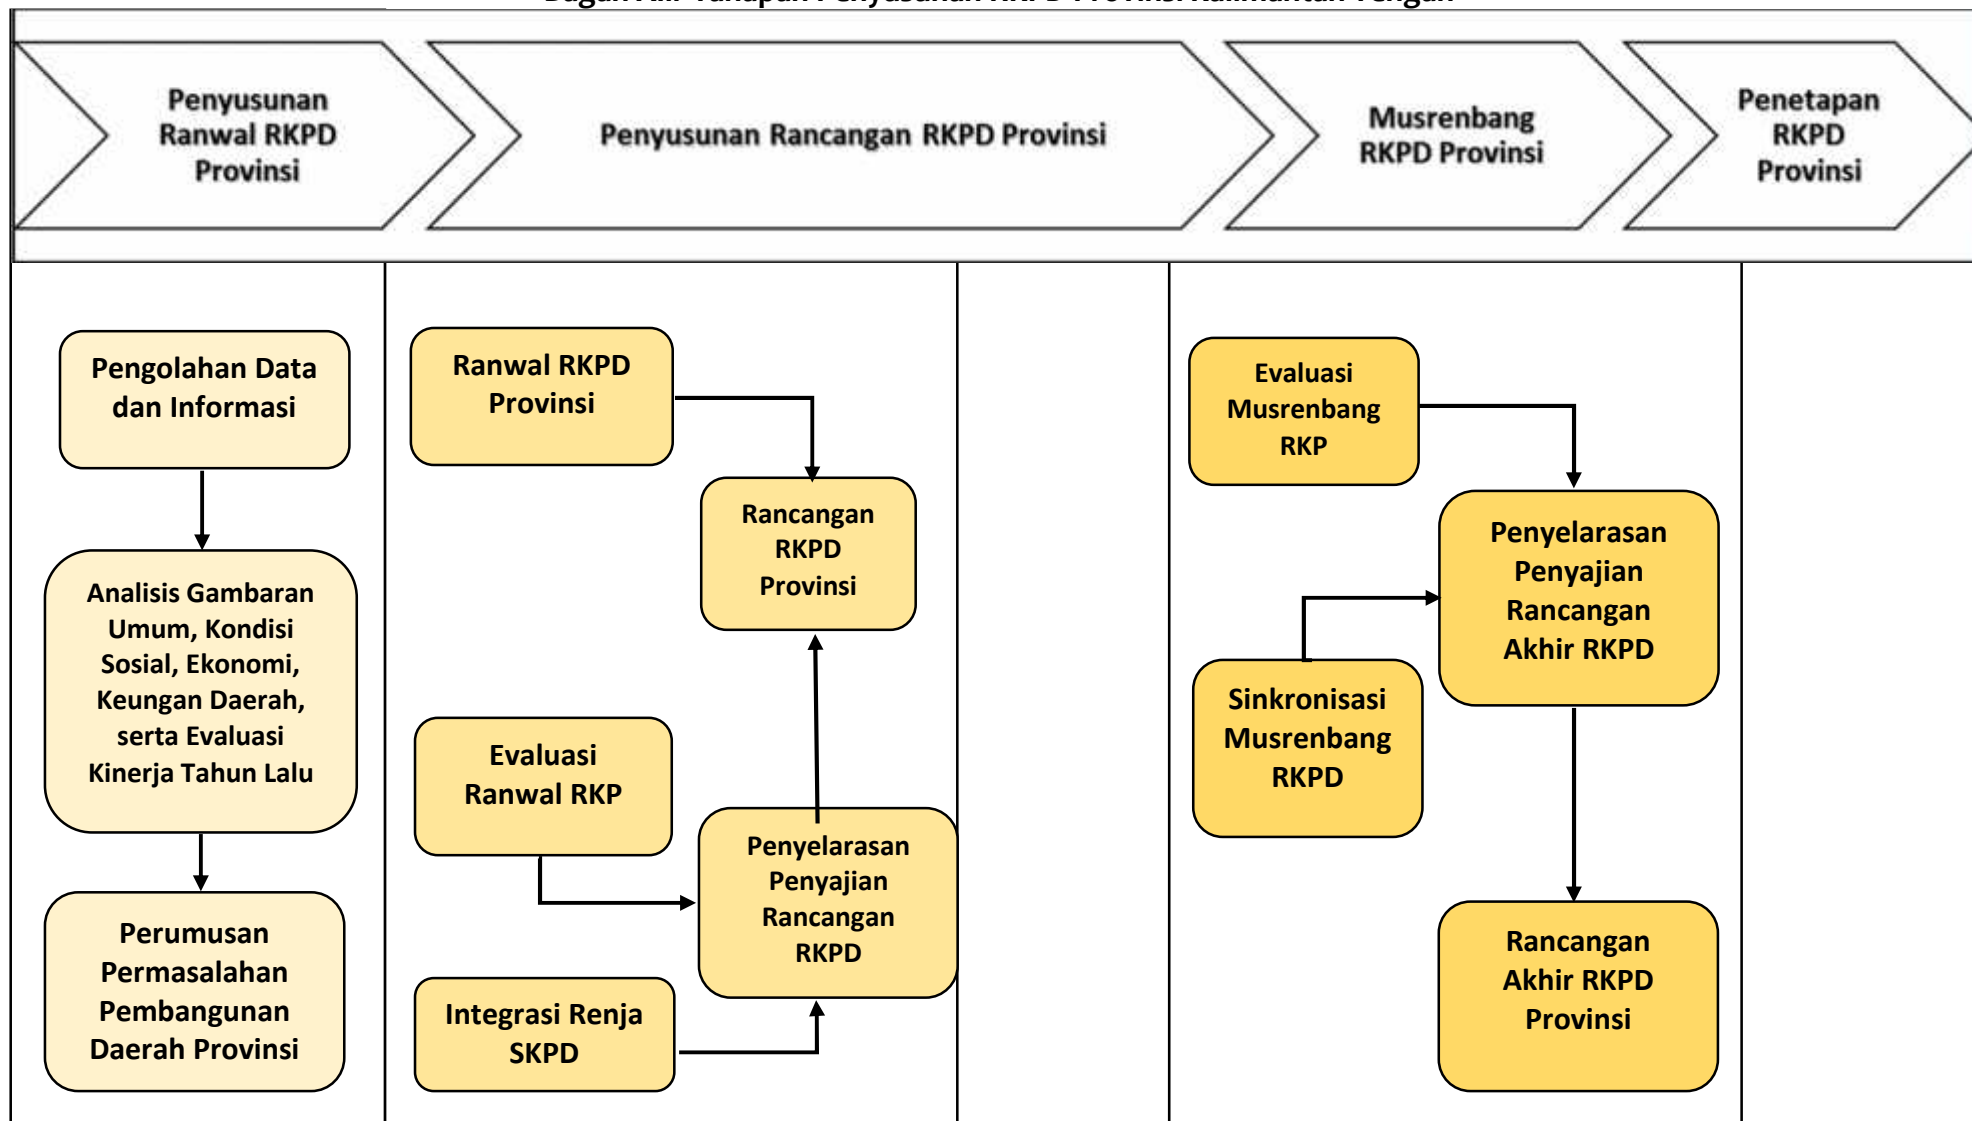 Penyusunan
Ranwal RKPD
Provinsi
Penyusunan Rancangan RKPD Provinsi
Musrenbang
RKPD Provinsi
Penetapan
RKPD
Provinsi
Pengolahan Data
dan Informasi
Analisis Gambaran
Umum, Kondisi
Sosial, Ekonomi,
Keungan Daerah,
serta Evaluasi
Kinerja Tahun Lalu
Perumusan
Permasalahan
Pembangunan
Daerah Provinsi
Ranwal RKPD
Provinsi
Rancangan
RKPD
Provinsi
Evaluasi
Ranwal RKP
Penyelarasan
Penyajian
Rancangan
RKPD
Integrasi Renja
SKPD
Evaluasi
Musrenbang
RKP
Penyelarasan
Penyajian
Rancangan
Akhir RKPD
Sinkronisasi
Musrenbang
RKPD
Rancangan
Akhir RKPD
Provinsi